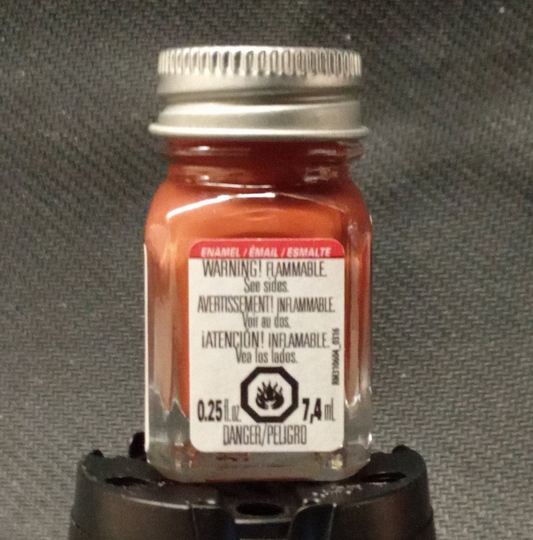 ENAMEL / ÉMAIL / ESMALTE
WARNING! FLAMMABLE.
See sides.
AVERTISSEMENT! INFLAMMABLE.
Voir au dos.
¡ATENCIÓN! INFLAMABLE.
Vea los lados.
0.25 fl. oz. 7,4 mL
DANGER/PELIGRO